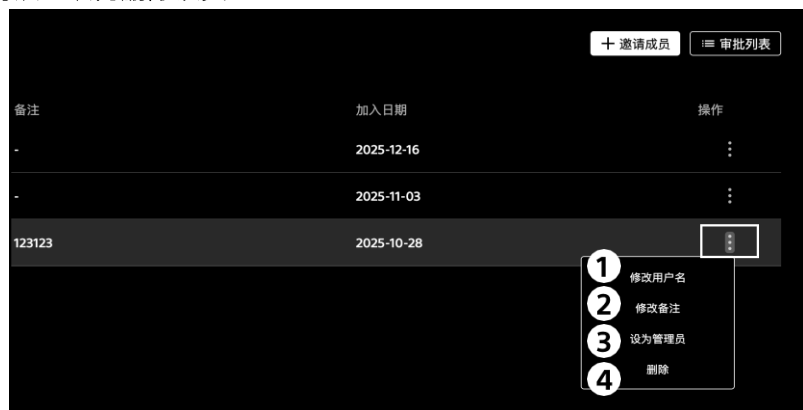 邀请成员 审批列表
备注 加入日期 操作
- 2025-12-16
- 2025-11-03
123123 2025-10-28
1 修改用户名
2 修改备注
3 设为管理员
4 删除